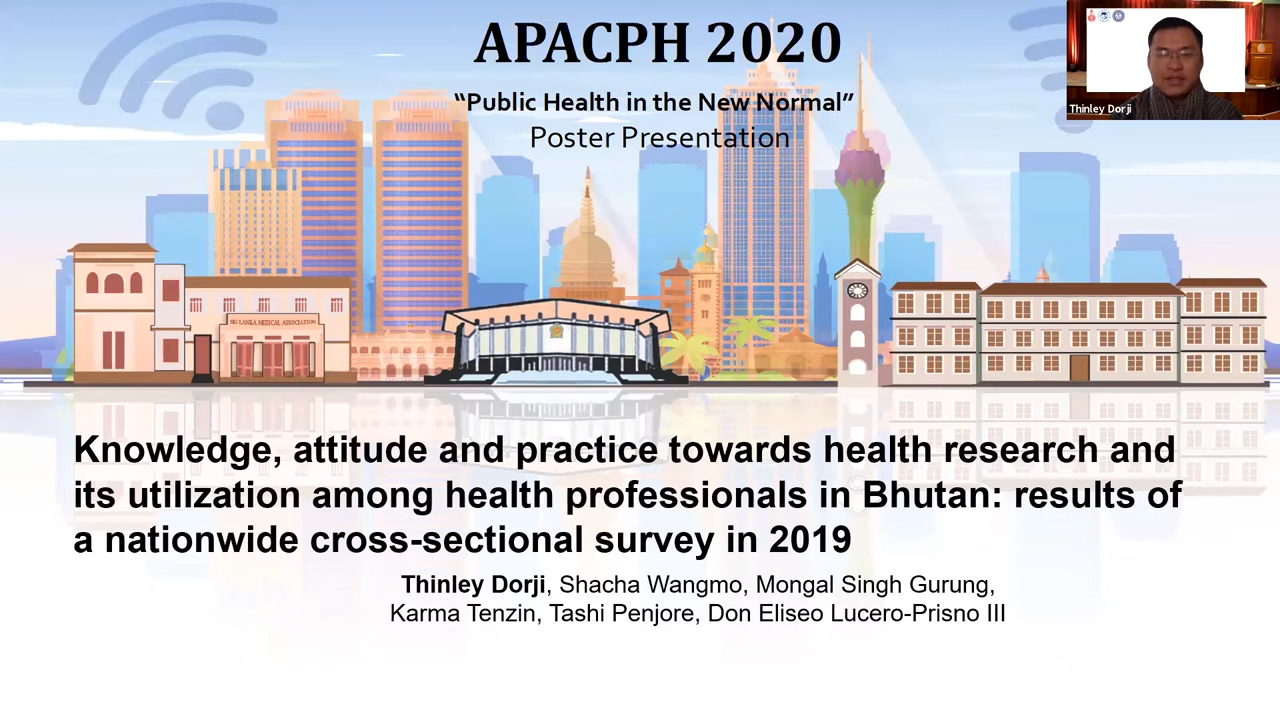 APACPH 2020
“Public Health in the New Normal”
Poster Presentation
Thinley Dorji
SRI LANKA MEDICAL ASSOCIATION
Knowledge, attitude and practice towards health research and
its utilization among health professionals in Bhutan: results of
a nationwide cross-sectional survey in 2019
Thinley Dorji, Shacha Wangmo, Mongal Singh Gurung,
Karma Tenzin, Tashi Penjore, Don Eliseo Lucero-Prisno III